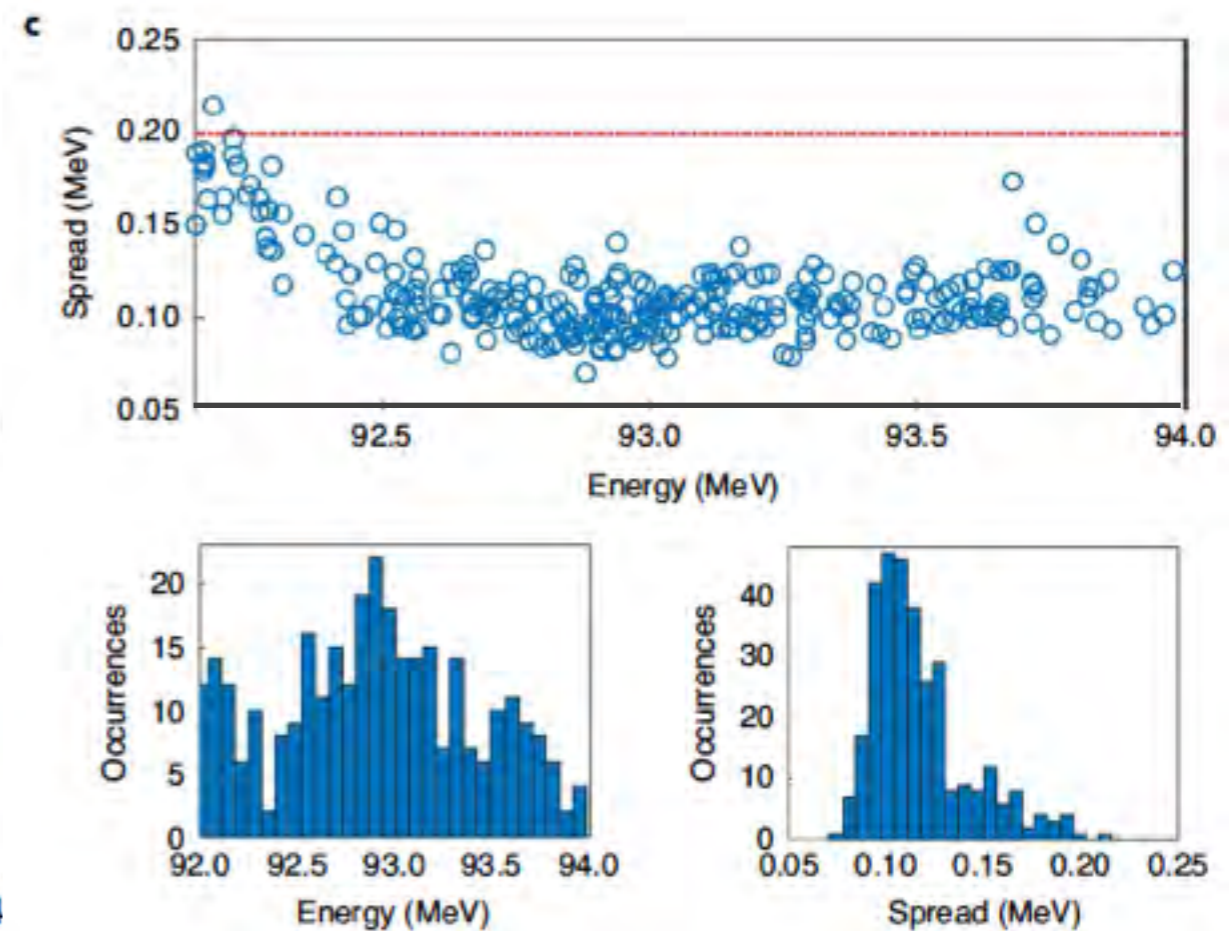 c
0.25
0.20
0.15
0.10
0.05
Spread (MeV)
92.5 93.0 93.5 94.0
Energy (MeV)
20
15
10
5
0
Occurrences
92.0 92.5 93.0 93.5 94.0
Energy (MeV)
40
30
20
10
0
Occurrences
0.05 0.10 0.15 0.20 0.25
Spread (MeV)